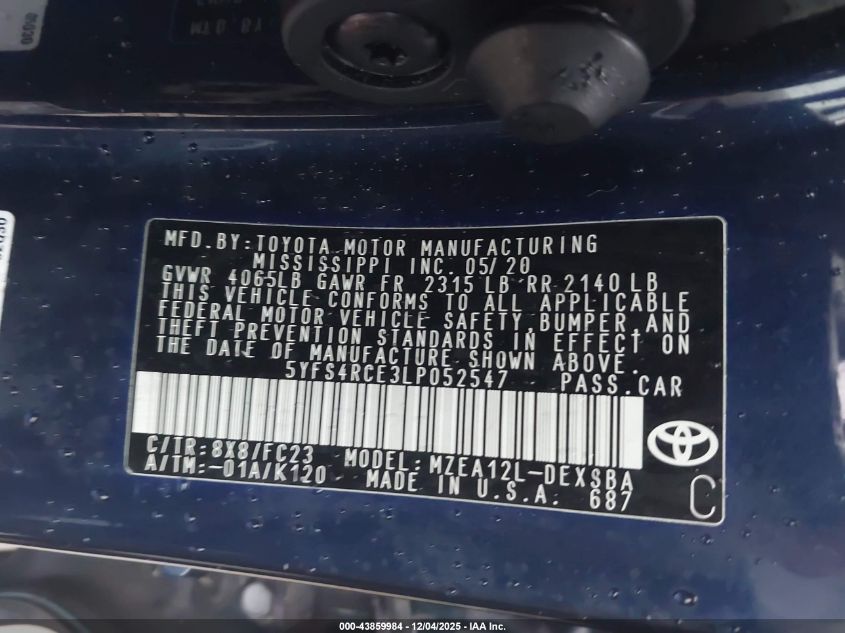 MFD.BY:TOYOTA MOTOR MANUFACTURING
MISSISSIPPI INC. 05/20
GVWR 4065LB GAWR FR 2315 LB RR 2140 LB
THIS VEHICLE CONFORMS TO ALL APPLICABLE
FEDERAL MOTOR VEHICLE SAFETY,BUMPER,AND
THEFT PREVENTION STANDARDS IN EFFECT ON
THE DATE OF MANUFACTURE SHOWN ABOVE.
5YFS4RCE3LP052547 PASS.CAR
C/TR:8X8/FC23 MODEL:MZEA12L-DEXSBA
A/TM:-01A/K120 MADE IN U.S.A. 687
C
000-43859984 - 12/04/2025 - IAA Inc.